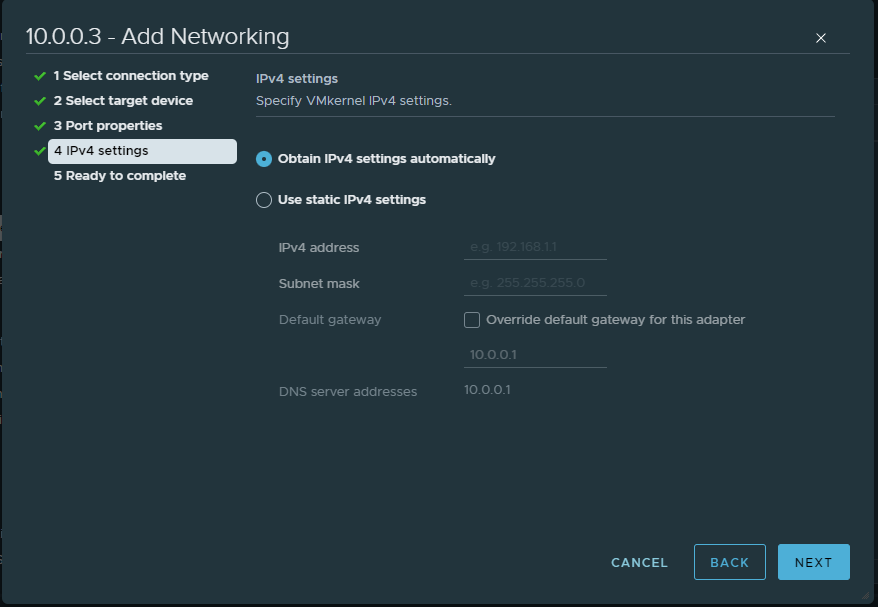 10.0.0.3 - Add Networking
1 Select connection type
2 Select target device
3 Port properties
4 IPv4 settings
5 Ready to complete
IPv4 settings
Specify VMkernel IPv4 settings.
Obtain IPv4 settings automatically
Use static IPv4 settings
IPv4 address e.g. 192.168.1.1
Subnet mask e.g. 255.255.255.0
Default gateway Override default gateway for this adapter
10.0.0.1
DNS server addresses 10.0.0.1
CANCEL BACK NEXT